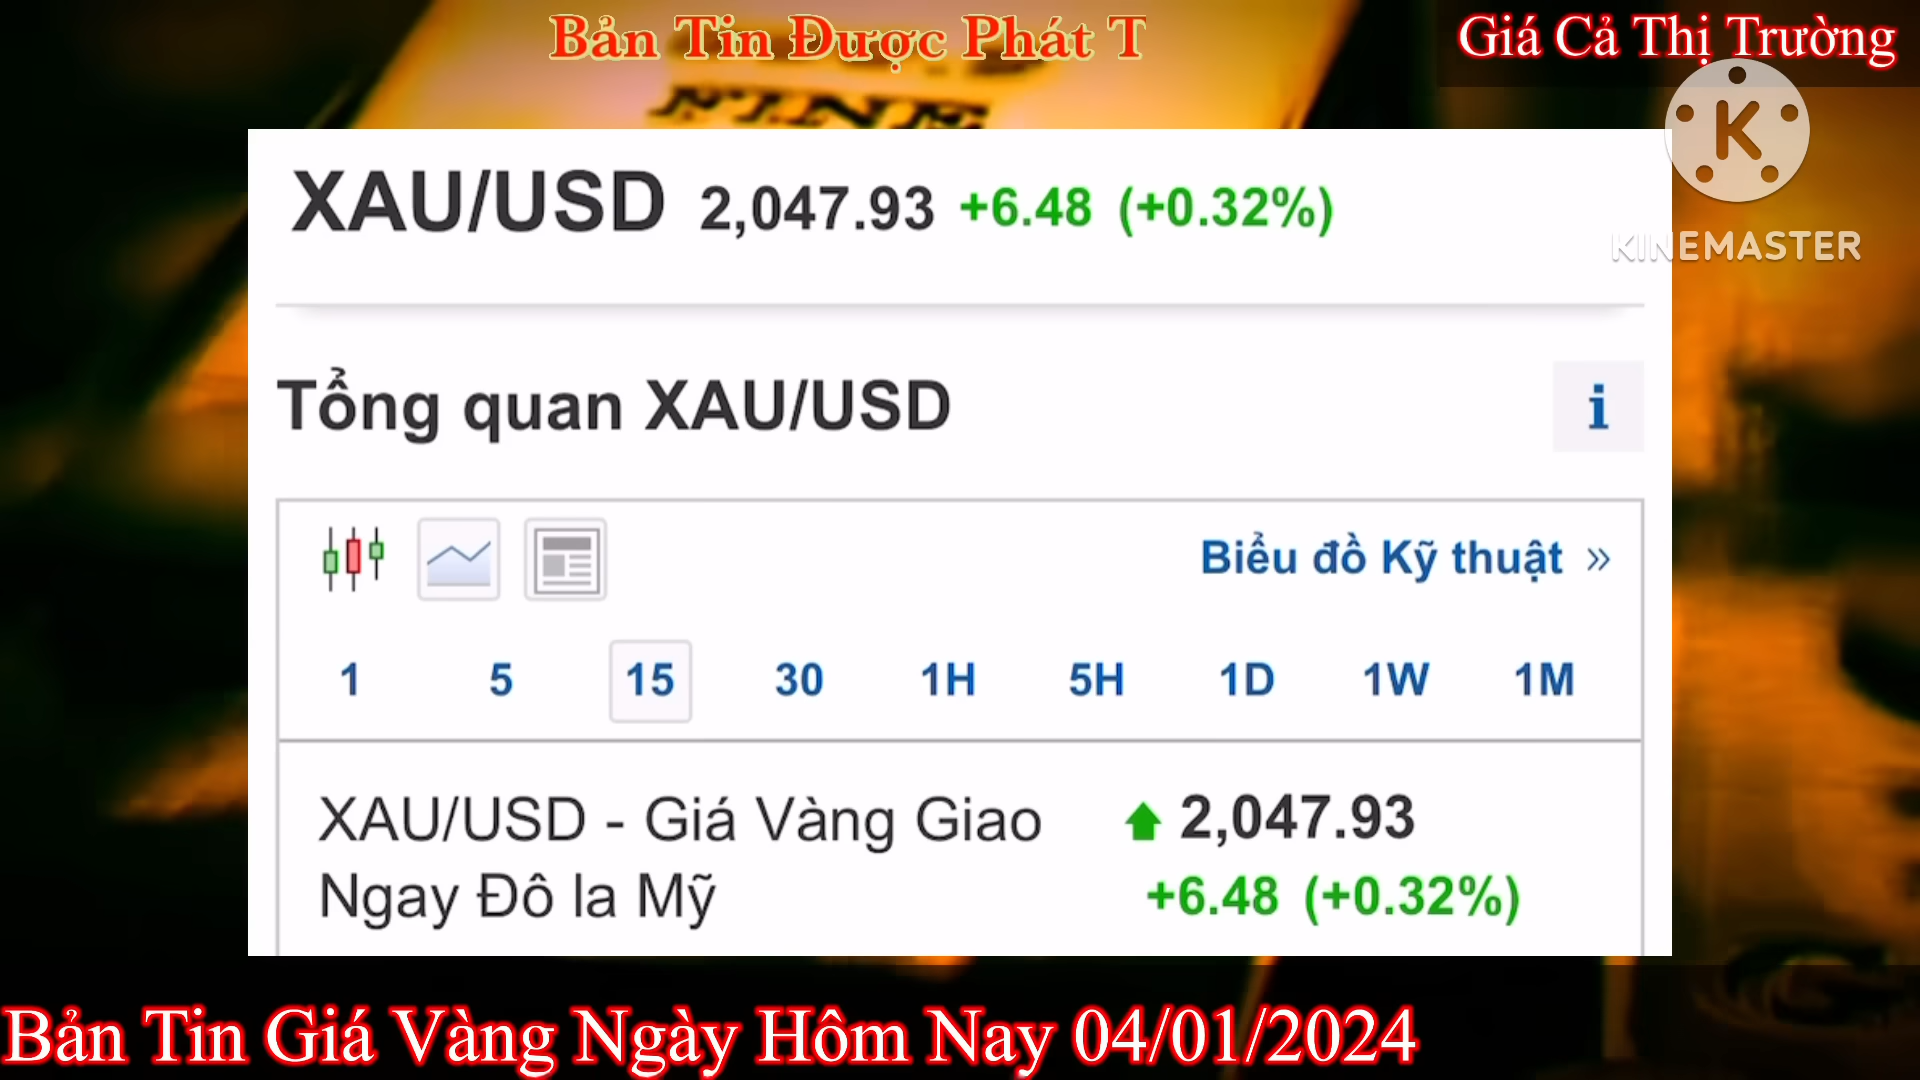 Bản Tin Được Phát T
Giá Cả Thị Trường
FINE
K
KINEMASTER
XAU/USD 2,047.93 +6.48 (+0.32%)
Tổng quan XAU/USD
i
Biểu đồ Kỹ thuật »
1 5 15 30 1H 5H 1D 1W 1M
XAU/USD - Giá Vàng Giao 2,047.93
Ngay Đô la Mỹ +6.48 (+0.32%)
Bản Tin Giá Vàng Ngày Hôm Nay 04/01/2024